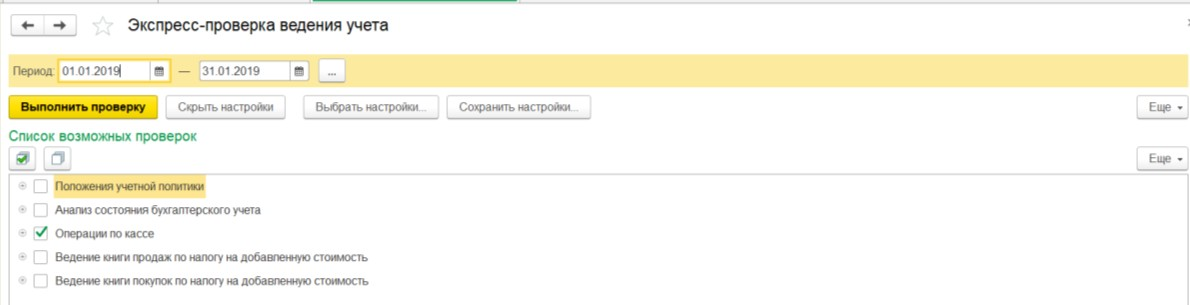 Экспресс-проверка ведения учета
Период: 01.01.2019 — 31.01.2019 ...
Выполнить проверку Скрыть настройки Выбрать настройки... Сохранить настройки... Еще
Список возможных проверок
Еще
Положения учетной политики
Анализ состояния бухгалтерского учета
Операции по кассе
Ведение книги продаж по налогу на добавленную стоимость
Ведение книги покупок по налогу на добавленную стоимость